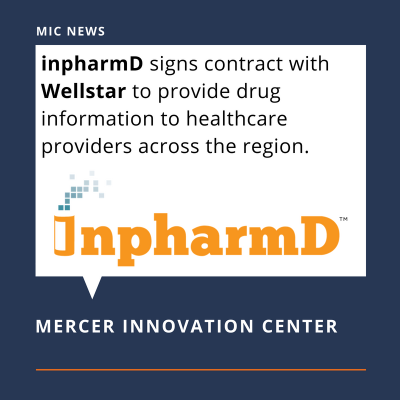 MIC NEWS
inpharmD signs contract with
Wellstar to provide drug
information to healthcare
providers across the region.
InpharmD™
MERCER INNOVATION CENTER